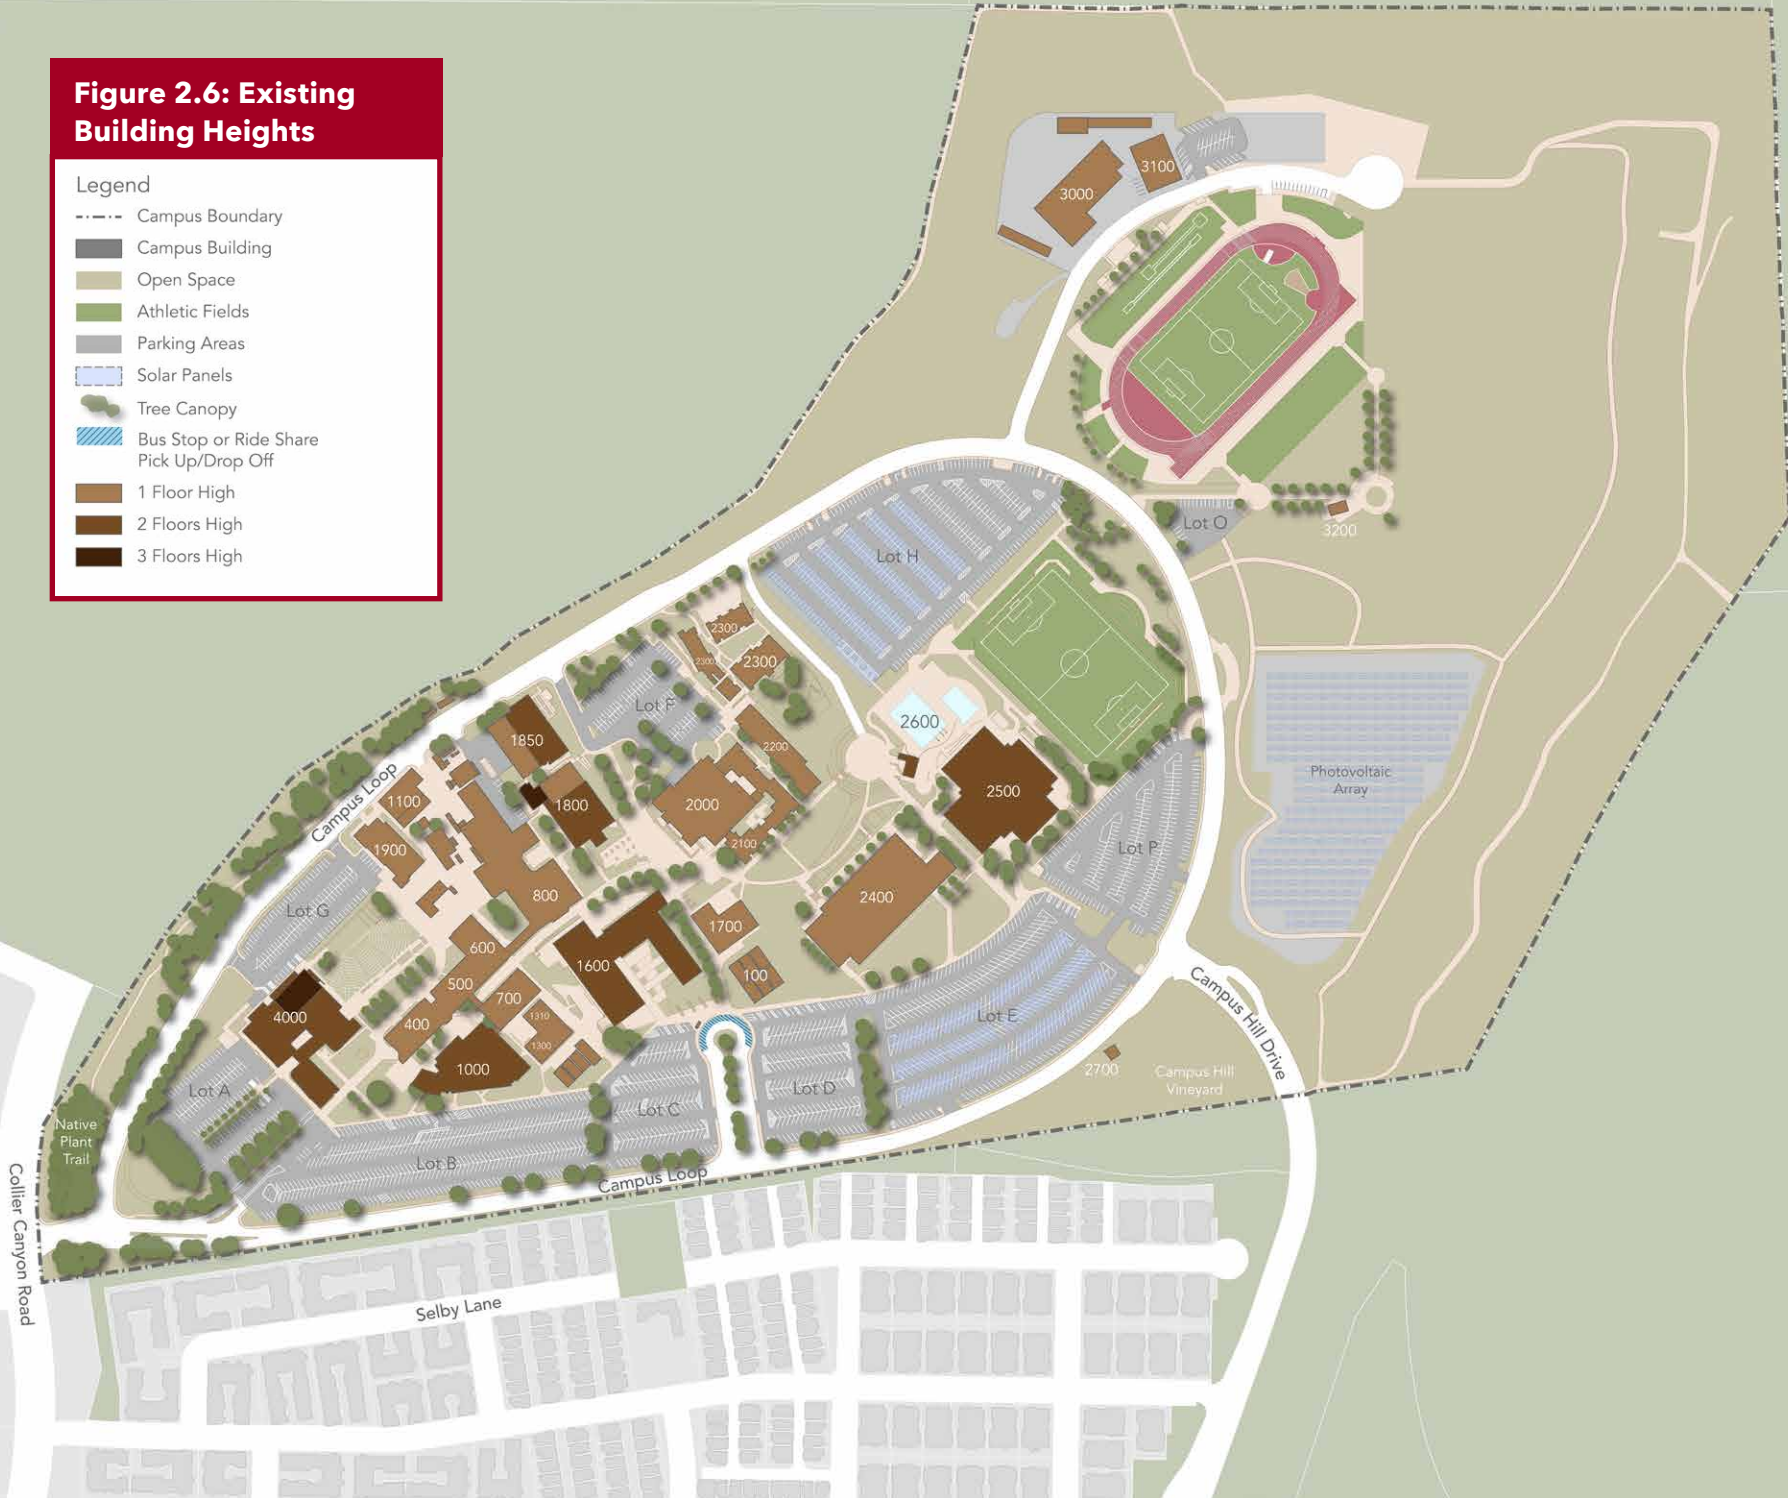 Figure 2.6: Existing
Building Heights
Legend
Campus Boundary
Campus Building
Open Space
Athletic Fields
Parking Areas
Solar Panels
Tree Canopy
Bus Stop or Ride Share
Pick Up/Drop Off
1 Floor High
2 Floors High
3 Floors High
3100
3000
Lot O
3200
Lot H
2300
2300
2300
Lot F
2600
1850
2200
Photovoltaic
Array
Campus Loop
1100
1800
2000
2500
1900
2100
Lot P
800
2400
Lot G
1700
600
1600
100
500
700
4000
400
1310
1300
Lot E
Campus Hill Drive
1000
2700
Campus Hill
Vineyard
Lot A
Lot C
Lot D
Native
Plant
Trail
Lot B
Campus Loop
Collier Canyon Road
Selby Lane